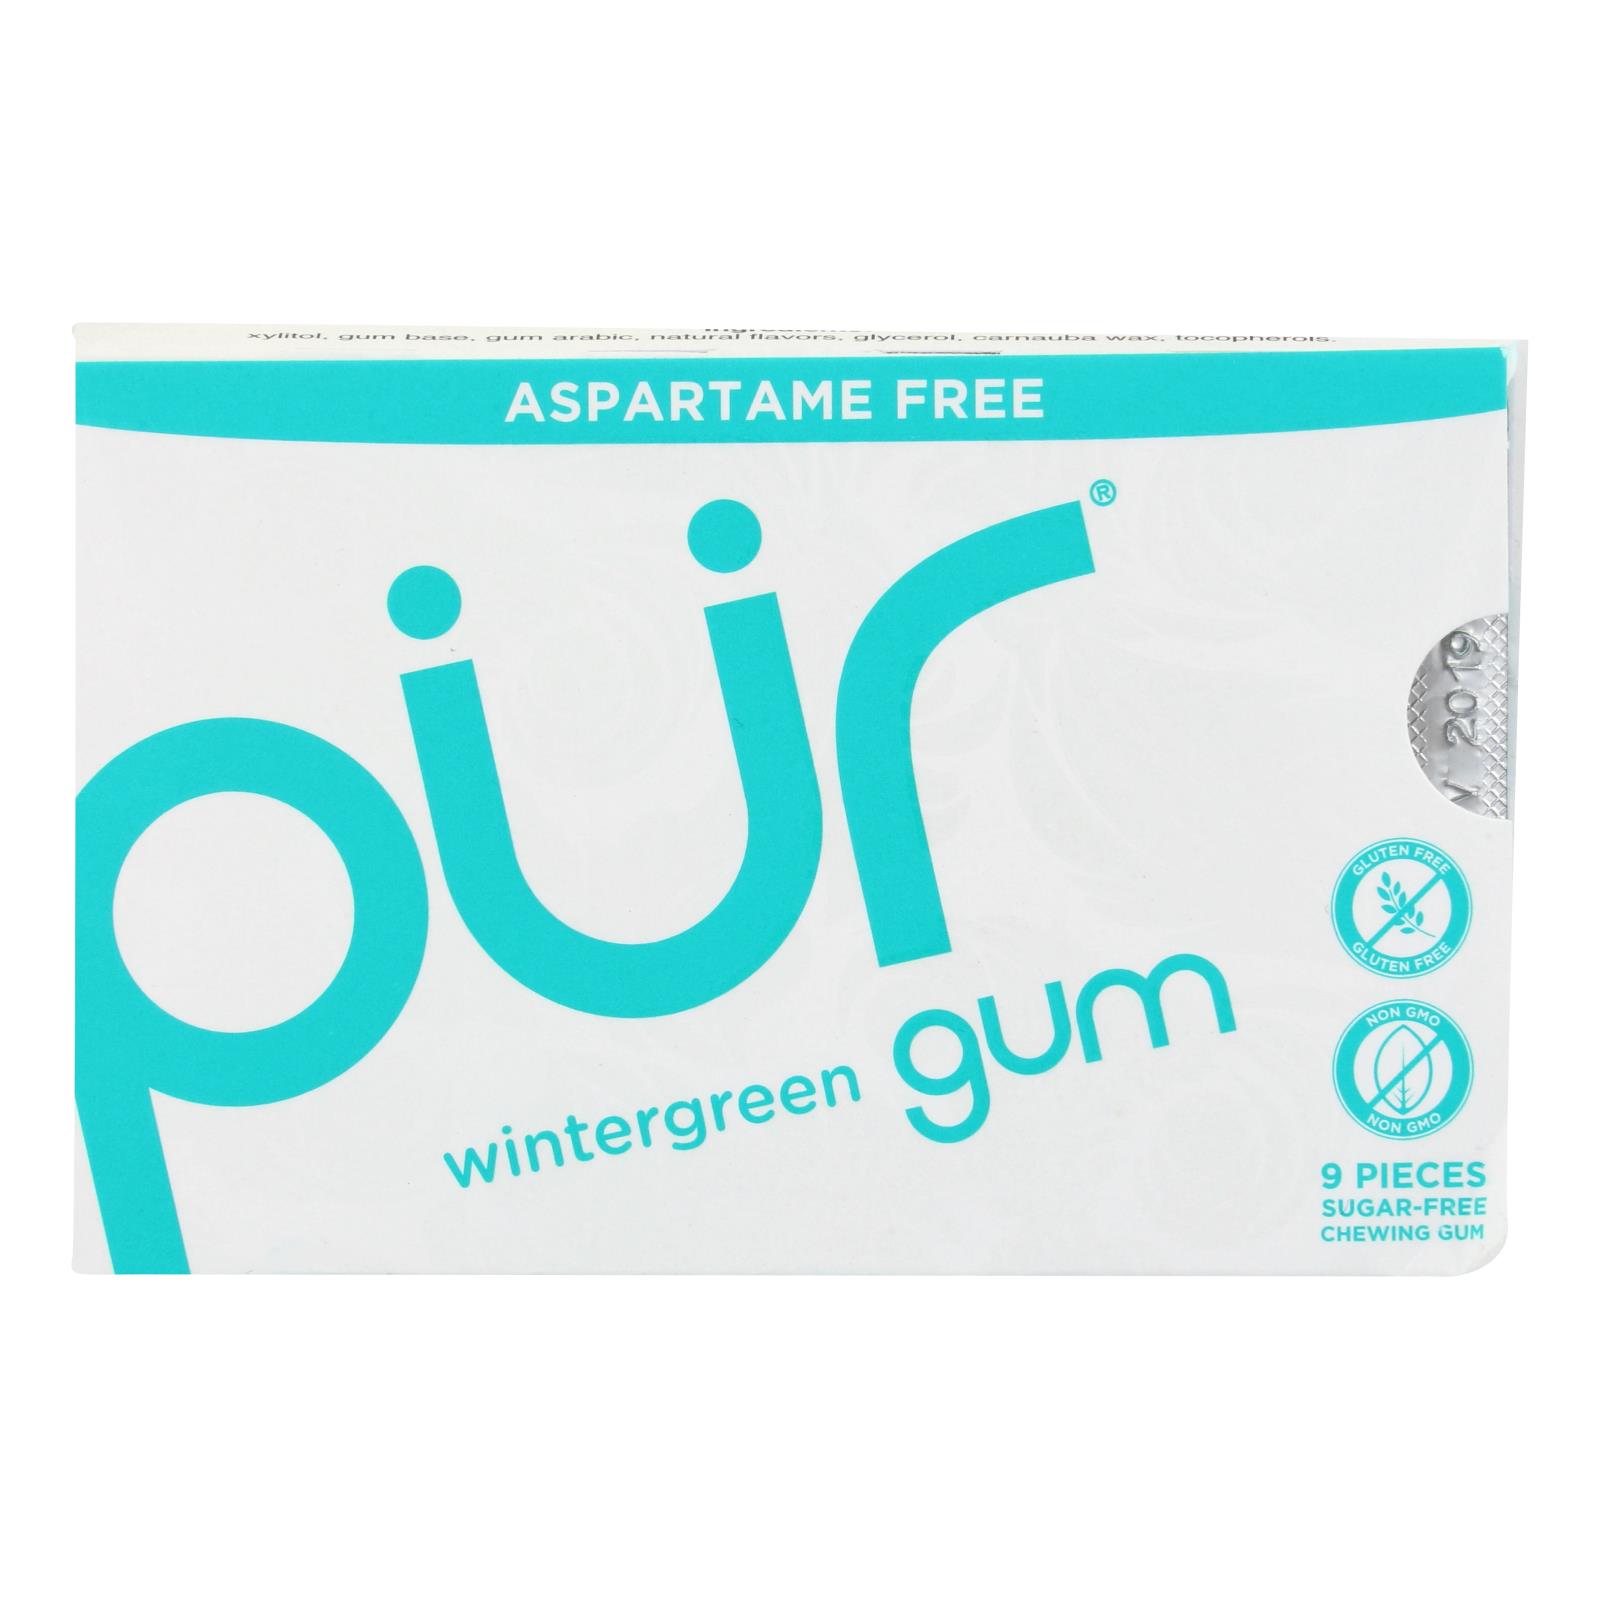 xylitol, gum base, gum arabic, natural flavors, glycerol, carnauba wax, tocopherols.
ASPARTAME FREE
pür®
wintergreen gum
2019
GLUTEN FREE
GLUTEN FREE
NON GMO
NON GMO
9 PIECES
SUGAR-FREE
CHEWING GUM